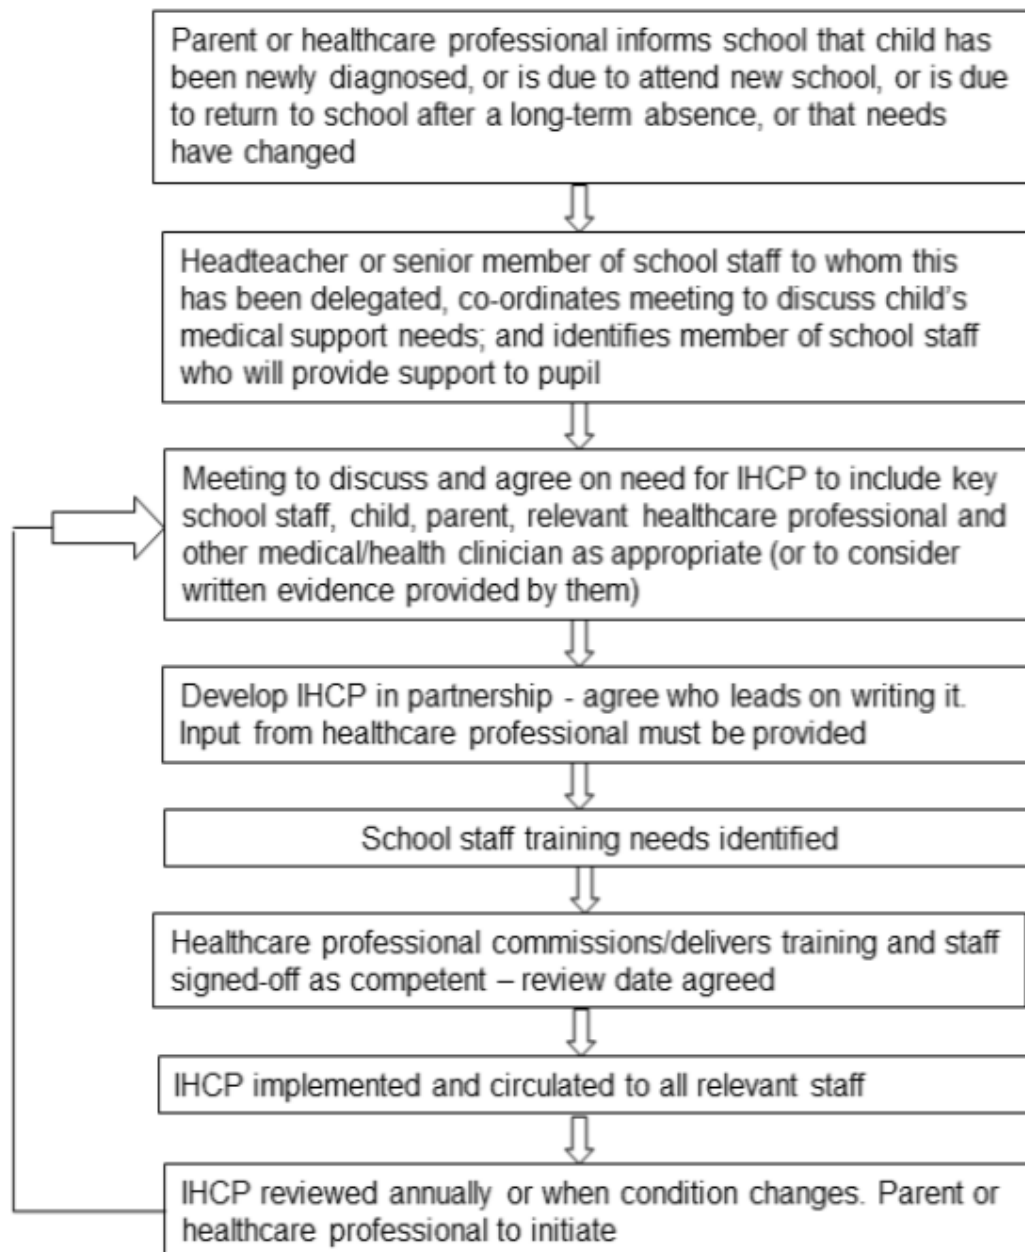 Parent or healthcare professional informs school that child has
been newly diagnosed, or is due to attend new school, or is due
to return to school after a long-term absence, or that needs
have changed
Headteacher or senior member of school staff to whom this
has been delegated, co-ordinates meeting to discuss child's
medical support needs; and identifies member of school staff
who will provide support to pupil
Meeting to discuss and agree on need for IHCP to include key
school staff, child, parent, relevant healthcare professional and
other medical/health clinician as appropriate (or to consider
written evidence provided by them)
Develop IHCP in partnership - agree who leads on writing it.
Input from healthcare professional must be provided
School staff training needs identified
Healthcare professional commissions/delivers training and staff
signed-off as competent – review date agreed
IHCP implemented and circulated to all relevant staff
IHCP reviewed annually or when condition changes. Parent or
healthcare professional to initiate